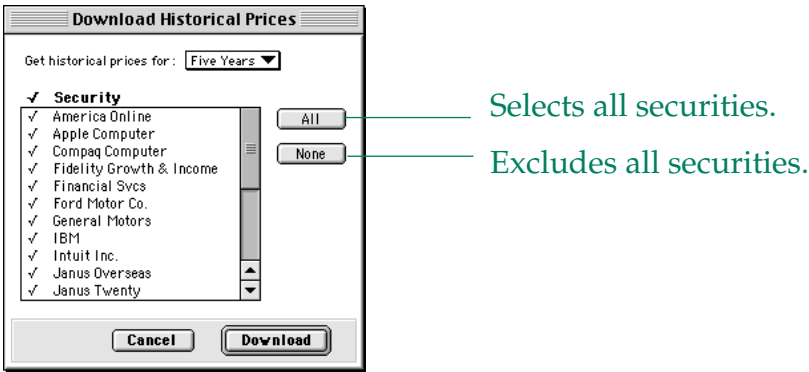 Download Historical Prices
Get historical prices for: Five Years
✓ Security
✓ America Online
✓ Apple Computer
✓ Compaq Computer
✓ Fidelity Growth & Income
✓ Financial Svcs
✓ Ford Motor Co.
✓ General Motors
✓ IBM
✓ Intuit Inc.
✓ Janus Overseas
✓ Janus Twenty
All
None
Cancel Download
Selects all securities.
Excludes all securities.